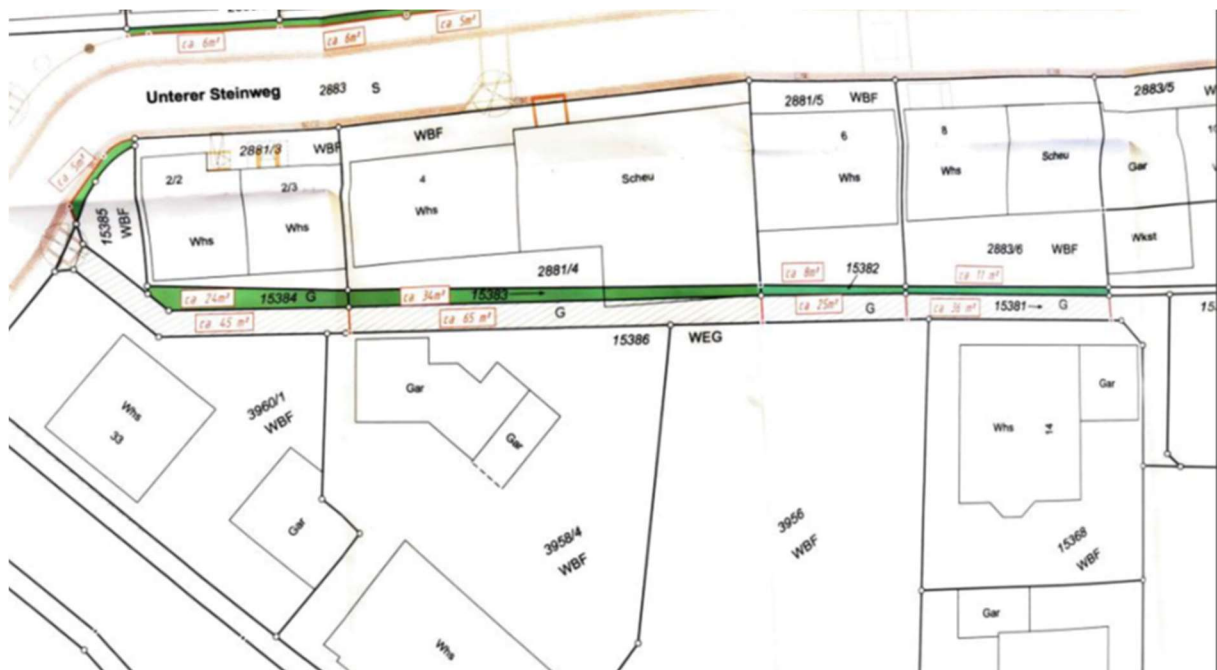 ca 6m²
ca 6m²
ca 5m²
Unterer Steinweg
2883 S
2881/5 WBF
2883/5
2881/3 WBF
WBF
ca 5m²
2/2
2/3
4
Scheu
6
8
Whs
Whs
Whs
Whs
Whs
Scheu
Gar
15385
WBF
2881/4
2883/6 WBF
Wkst
ca 24m²
15384 G
ca 34m²
15383
ca 8m²
15382
ca 11 m²
ca 45 m²
ca 65 m²
G
ca 25m²
G
ca 36 m²
15381
G
15386 WEG
Whs
33
3960/1
WBF
Gar
Gar
Gar
3958/4
WBF
3956
WBF
Whs
14
Gar
15368
WBF
Gar
Whs